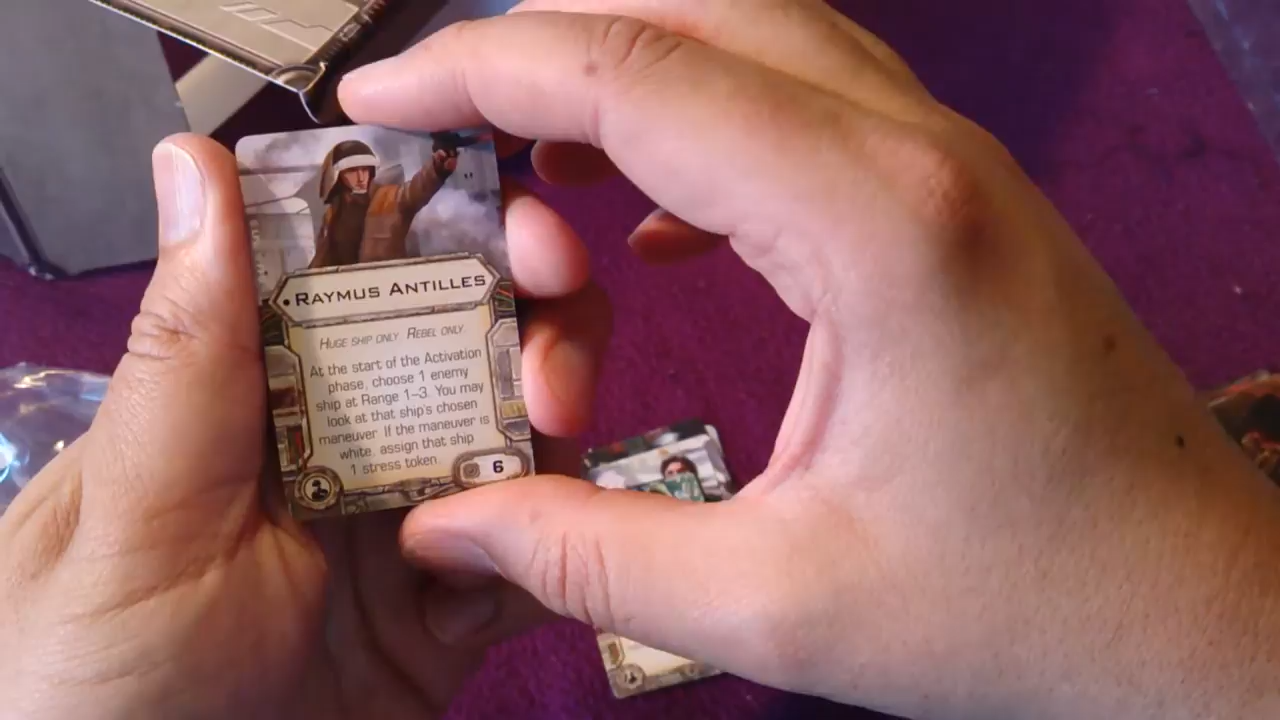 •Raymus Antilles
Huge ship only. Rebel only.
At the start of the Activation
phase, choose 1 enemy
ship at Range 1–3. You may
look at that ship's chosen
maneuver. If the maneuver is
white, assign that ship
1 stress token.
6